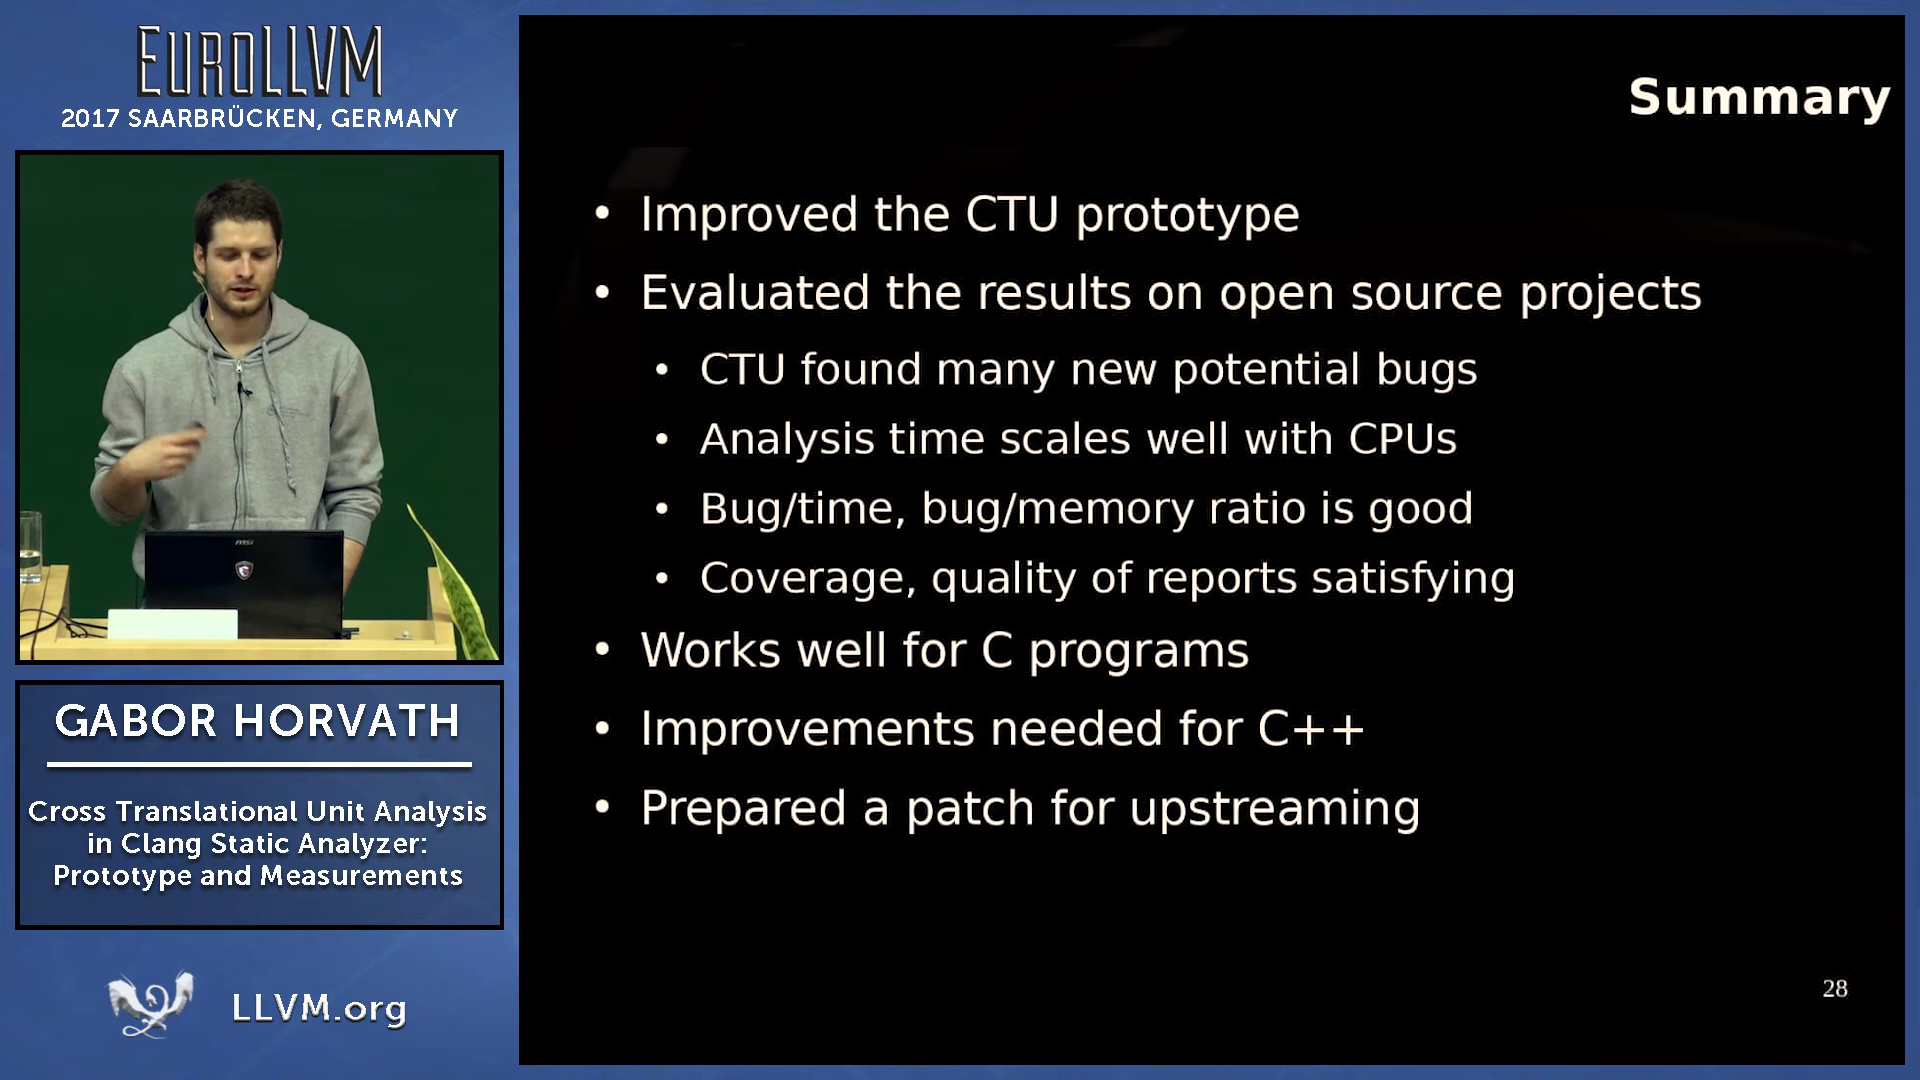 EUROLLVM
2017 SAARBRÜCKEN, GERMANY
msi
GABOR HORVATH
Cross Translational Unit Analysis
in Clang Static Analyzer:
Prototype and Measurements
LLVM.org
Summary
• Improved the CTU prototype
• Evaluated the results on open source projects
• CTU found many new potential bugs
• Analysis time scales well with CPUs
• Bug/time, bug/memory ratio is good
• Coverage, quality of reports satisfying
• Works well for C programs
• Improvements needed for C++
• Prepared a patch for upstreaming
28